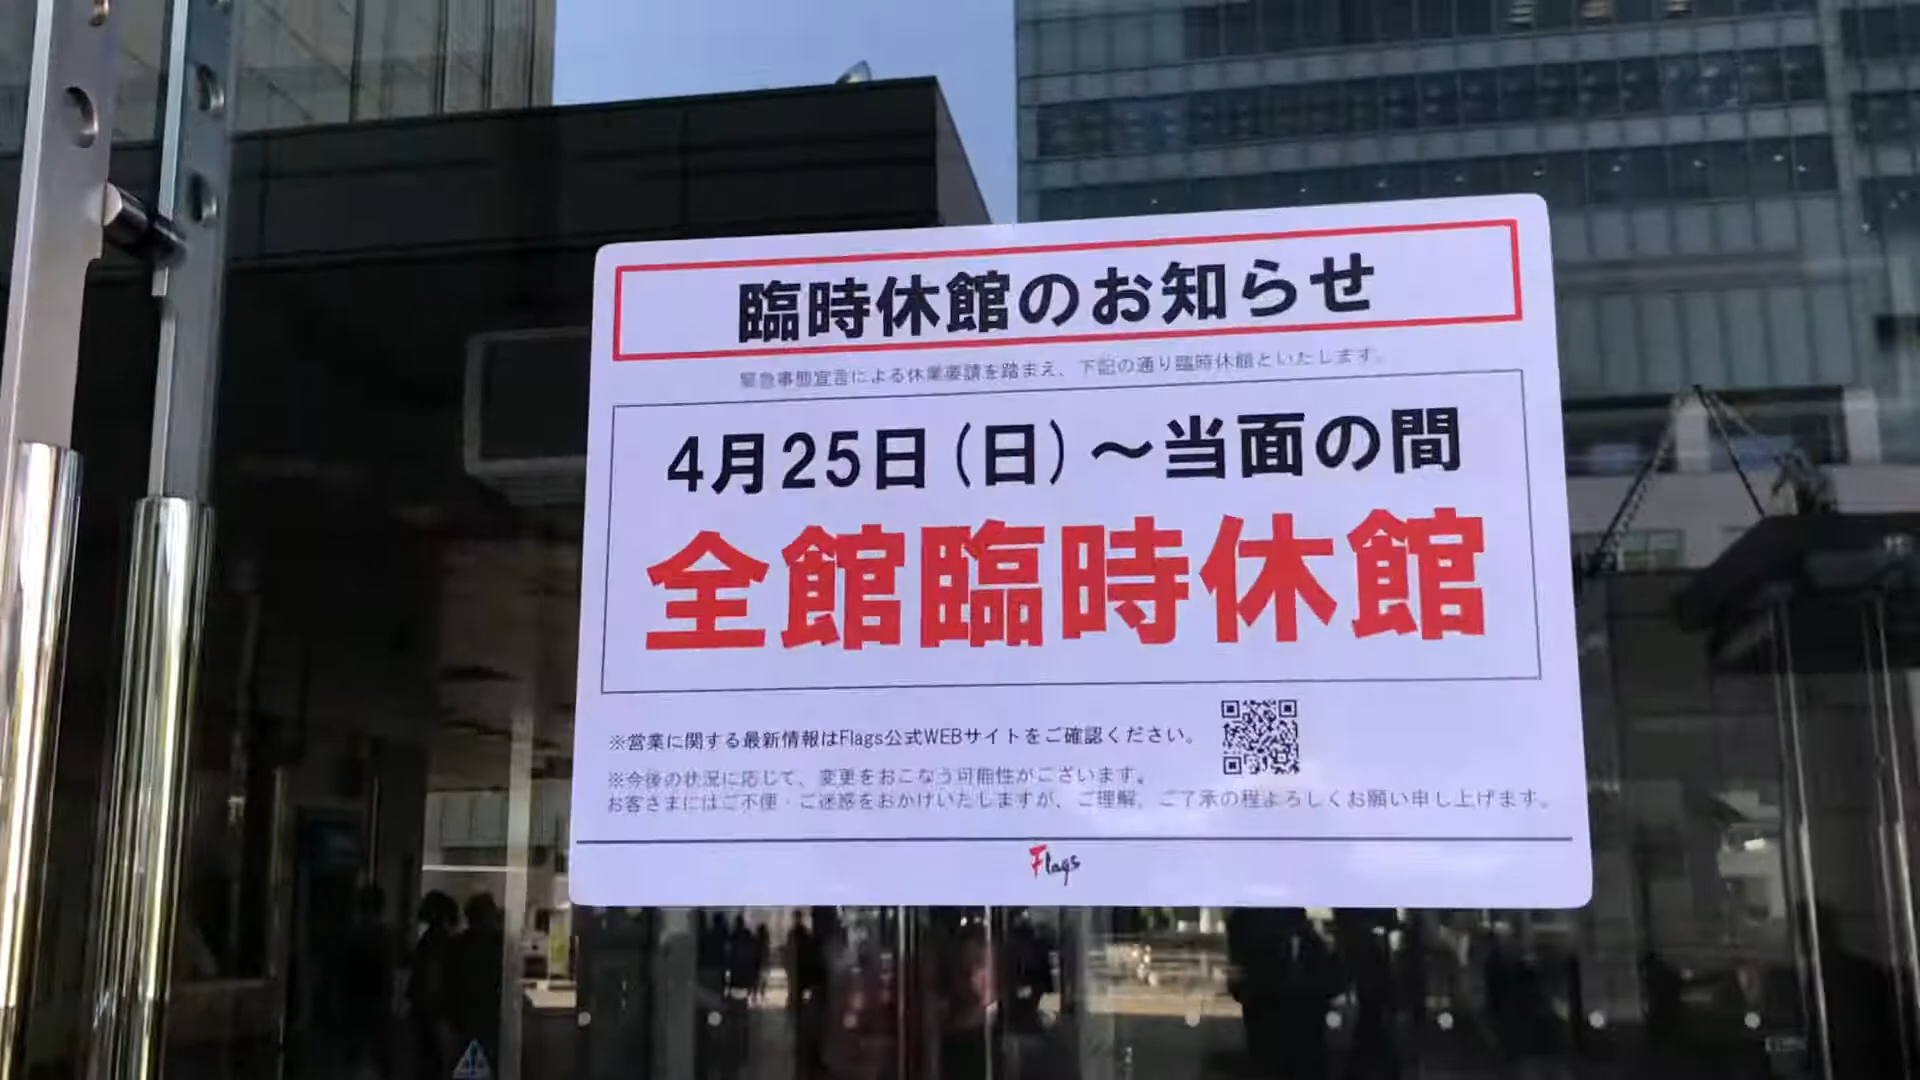 臨時休館のお知らせ
緊急事態宣言による休業要請を踏まえ、下記の通り臨時休館といたします。
4月25日(日)～当面の間
全館臨時休館
※営業に関する最新情報はFlags公式WEBサイトをご確認ください。
※今後の状況に応じて、変更をおこなう可能性がございます。
お客さまにはご不便・ご迷惑をおかけいたしますが、ご理解、ご了承の程よろしくお願い申し上げます。
Flags